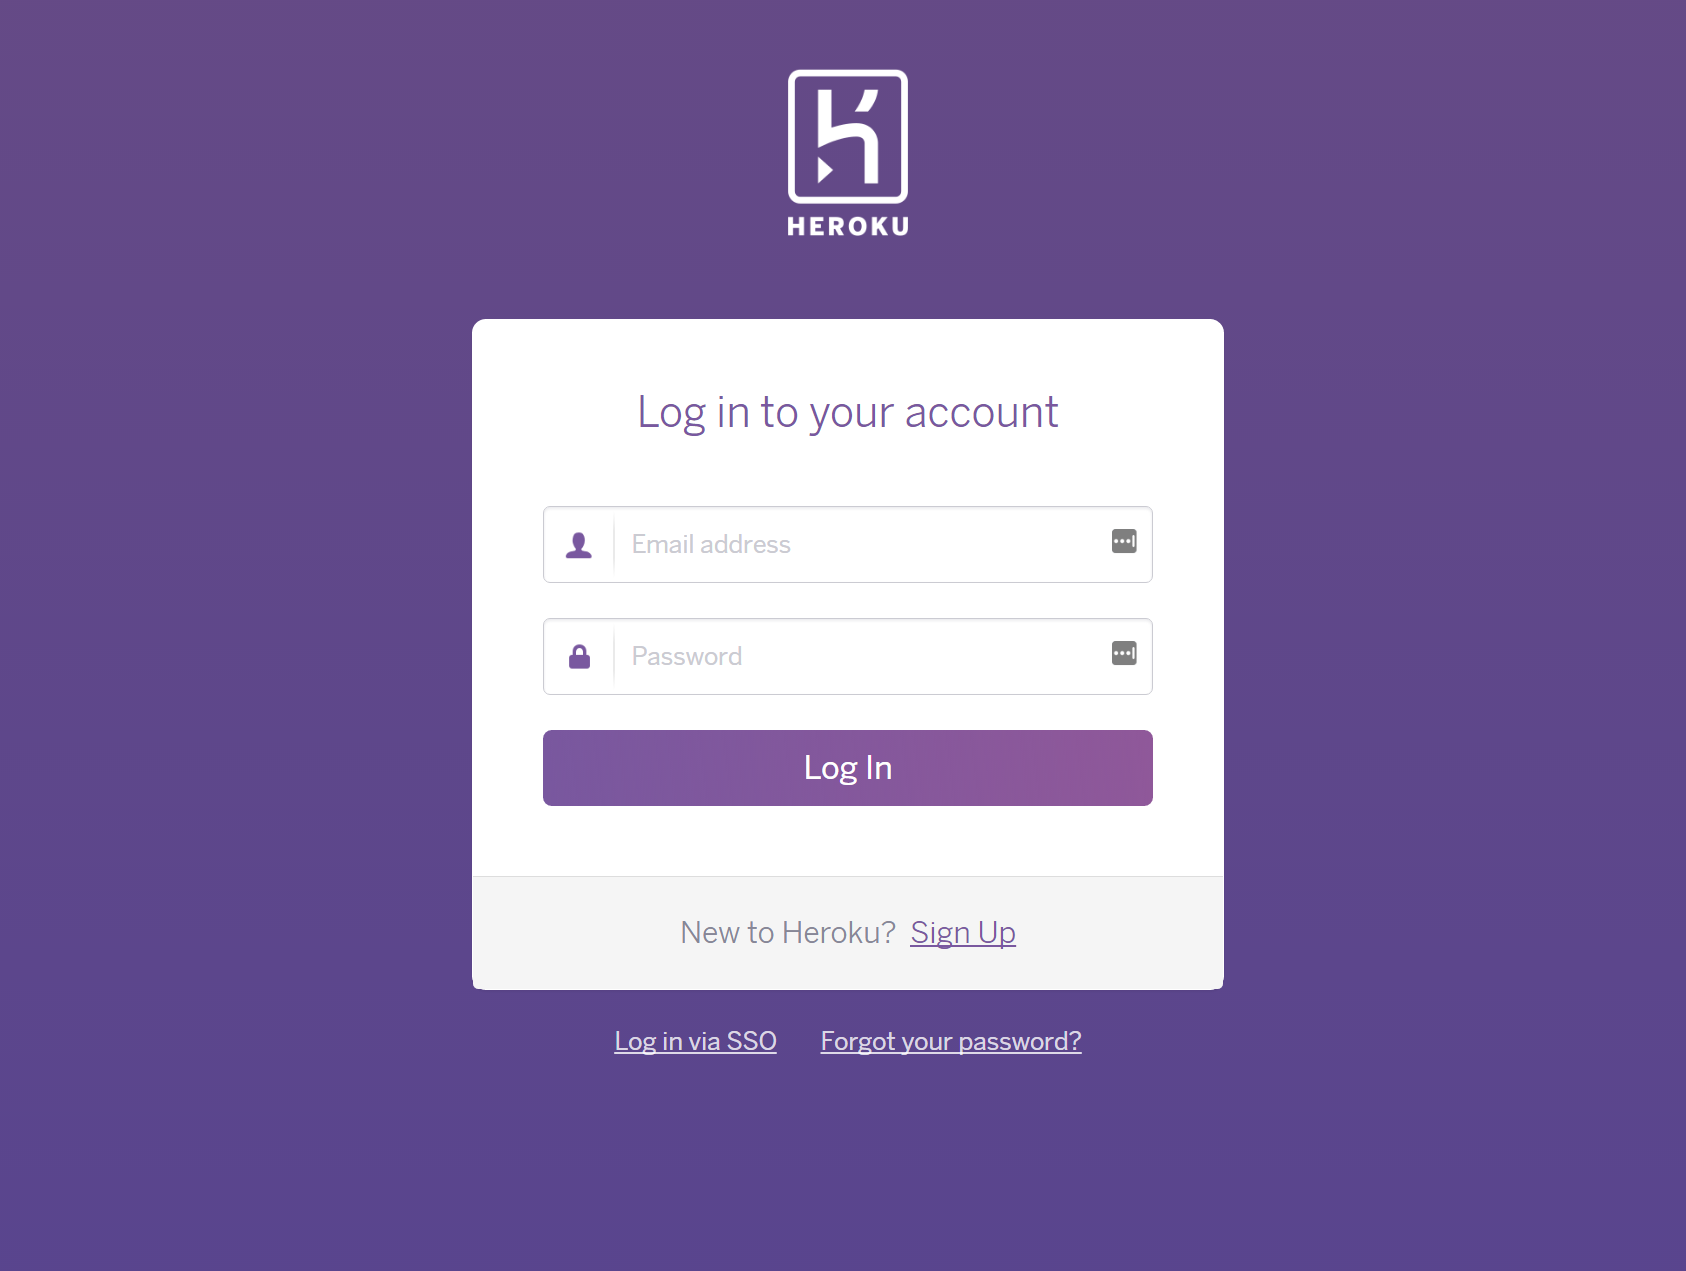 HEROKU
Log in to your account
Email address
Password
Log In
New to Heroku? Sign Up
Log in via SSO Forgot your password?